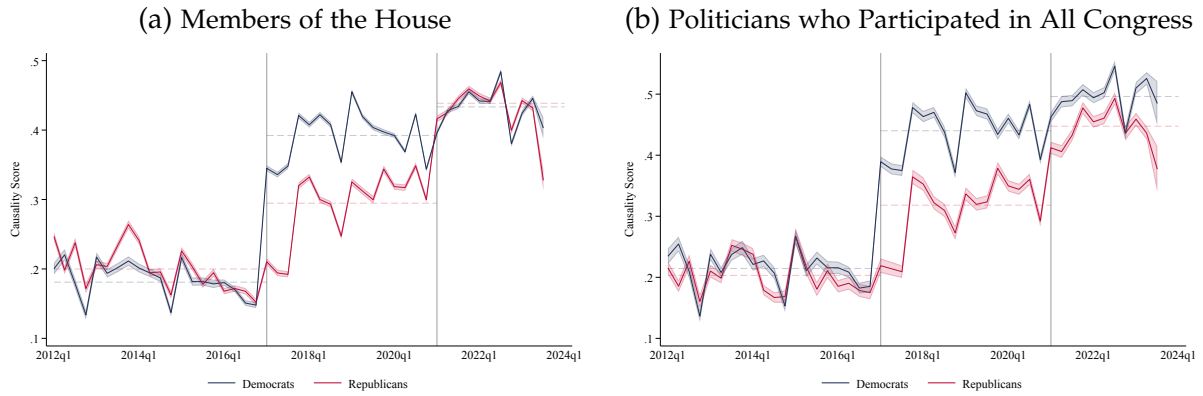 (a) Members of the House
Causality Score
.5
.4
.3
.2
.1
2012q1 2014q1 2016q1 2018q1 2020q1 2022q1 2024q1
Democrats Republicans
(b) Politicians who Participated in All Congress
Causality Score
.5
.4
.3
.2
.1
2012q1 2014q1 2016q1 2018q1 2020q1 2022q1 2024q1
Democrats Republicans